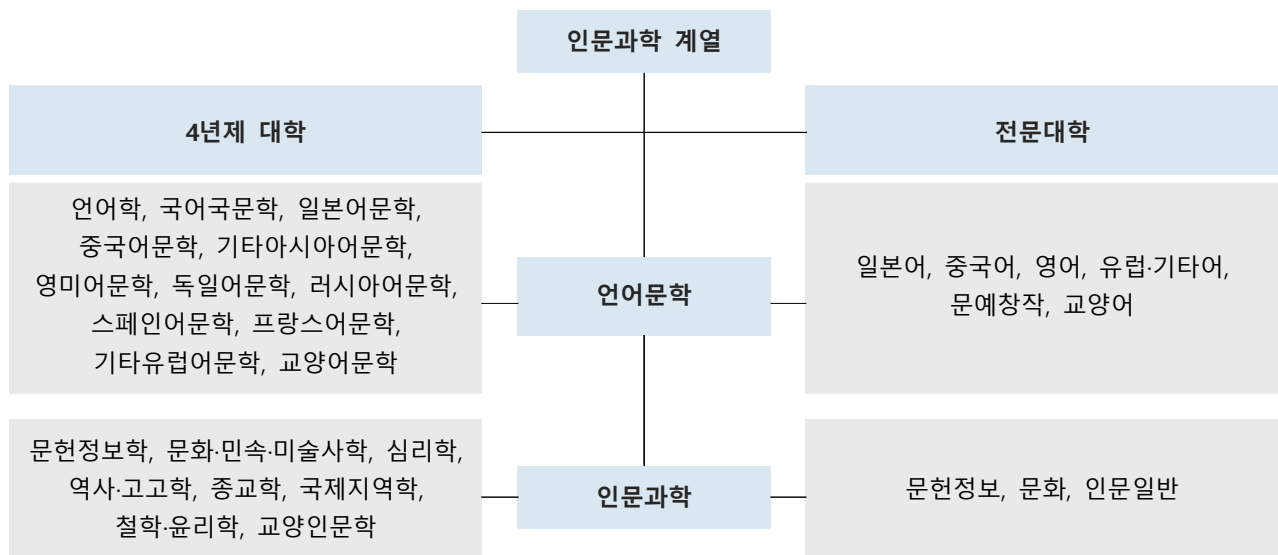 인문과학 계열
4년제 대학
전문대학
언어학, 국어국문학, 일본어문학,
중국어문학, 기타아시아어문학,
영미어문학, 독일어문학, 러시아어문학,
스페인어문학, 프랑스어문학,
기타유럽어문학, 교양어문학
언어문학
일본어, 중국어, 영어, 유럽·기타어,
문예창작, 교양어
문헌정보학, 문화·민속·미술사학, 심리학,
역사·고고학, 종교학, 국제지역학,
철학·윤리학, 교양인문학
인문과학
문헌정보, 문화, 인문일반